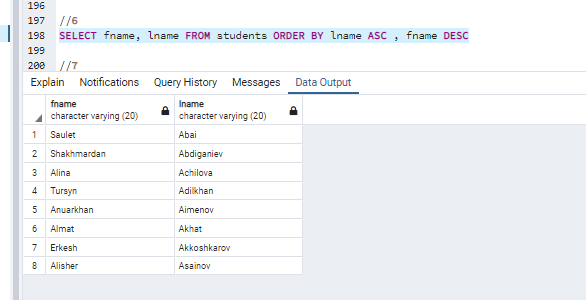 196
197 //6
198 SELECT fname, lname FROM students ORDER BY lname ASC , fname DESC
199
200 //7
Explain Notifications Query History Messages Data Output
fname lname
character varying (20) character varying (20)
1 Saulet Abai
2 Shakhmardan Abdiganiev
3 Alina Achilova
4 Tursyn Adilkhan
5 Anuarkhan Aimenov
6 Almat Akhat
7 Erkesh Akkoshkarov
8 Alisher Asainov